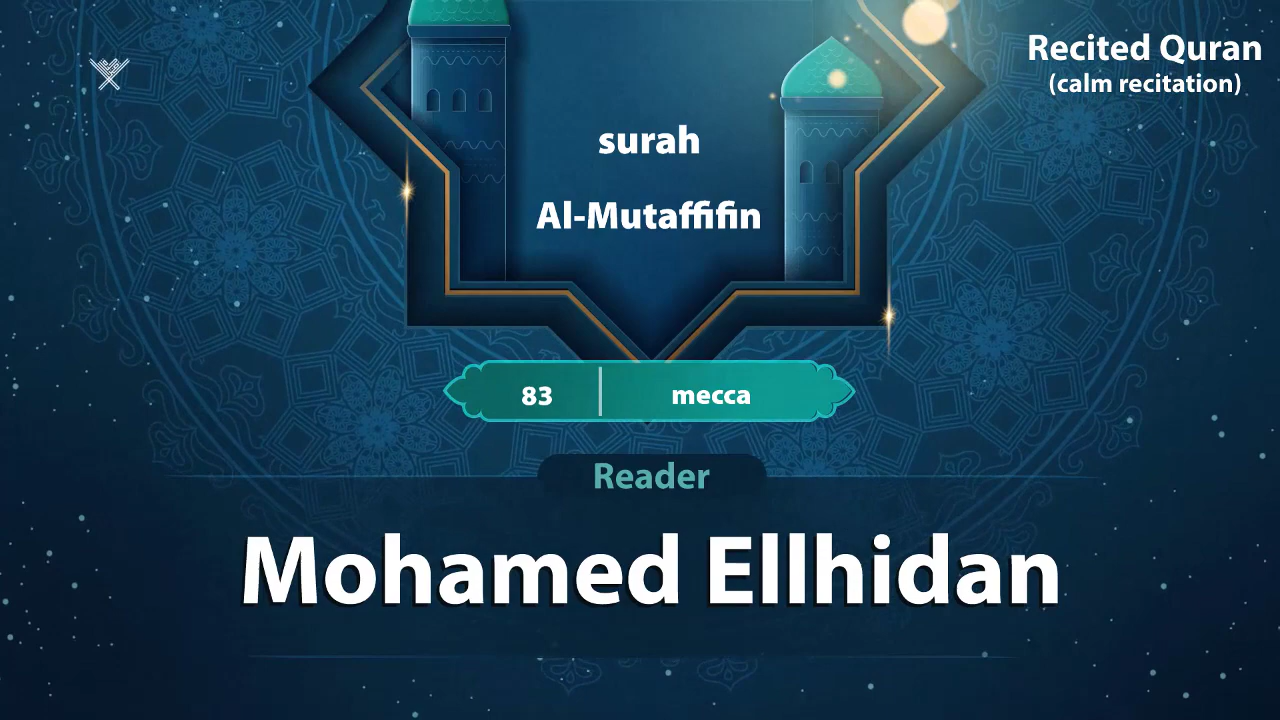 Recited Quran
(calm recitation)
surah
Al-Mutaffifin
83
mecca
Reader
Mohamed Ellhidan